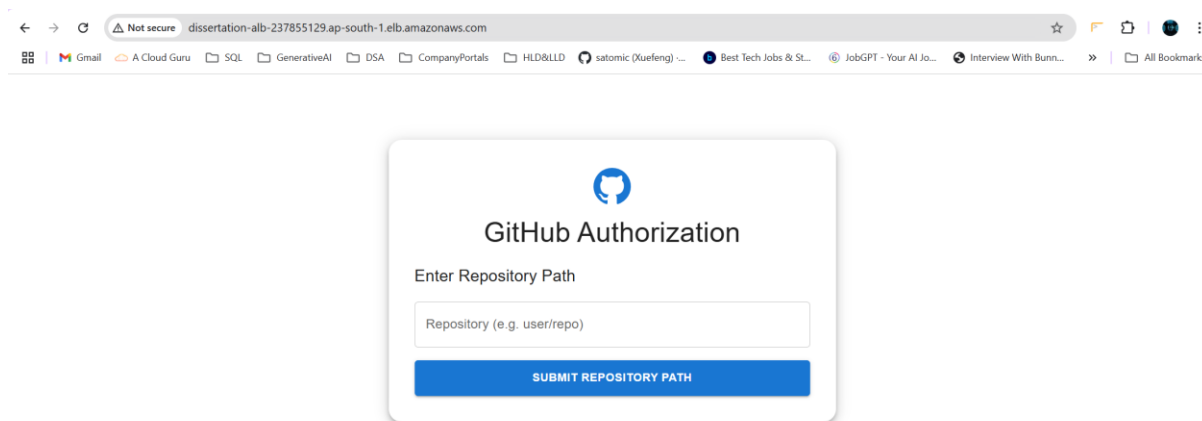 Not secure dissertation-alb-237855129.ap-south-1.elb.amazonaws.com
Gmail A Cloud Guru SQL GenerativeAI DSA CompanyPortals HLD&LLD satomic (Xuefeng) -... Best Tech Jobs & St... JobGPT - Your AI Jo... Interview With Bunn... » All Bookmark
GitHub Authorization
Enter Repository Path
Repository (e.g. user/repo)
SUBMIT REPOSITORY PATH